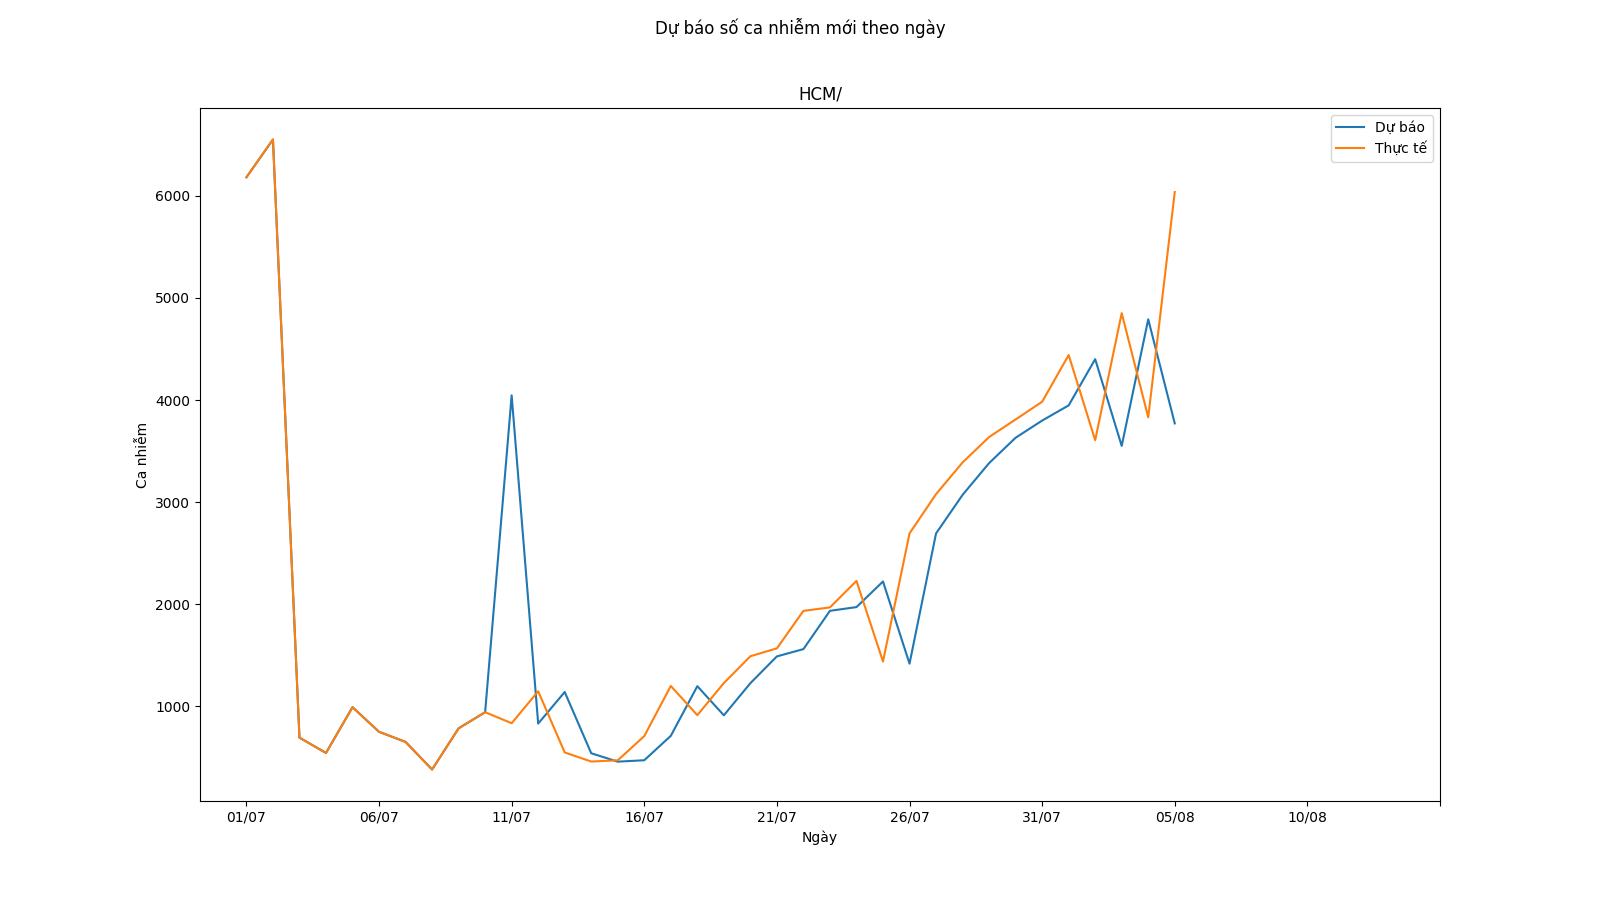 Dự báo số ca nhiễm mới theo ngày
HCM/
Dự báo
Thực tế
6000
5000
4000
3000
2000
1000
Ca nhiễm
01/07 06/07 11/07 16/07 21/07 26/07 31/07 05/08 10/08
Ngày